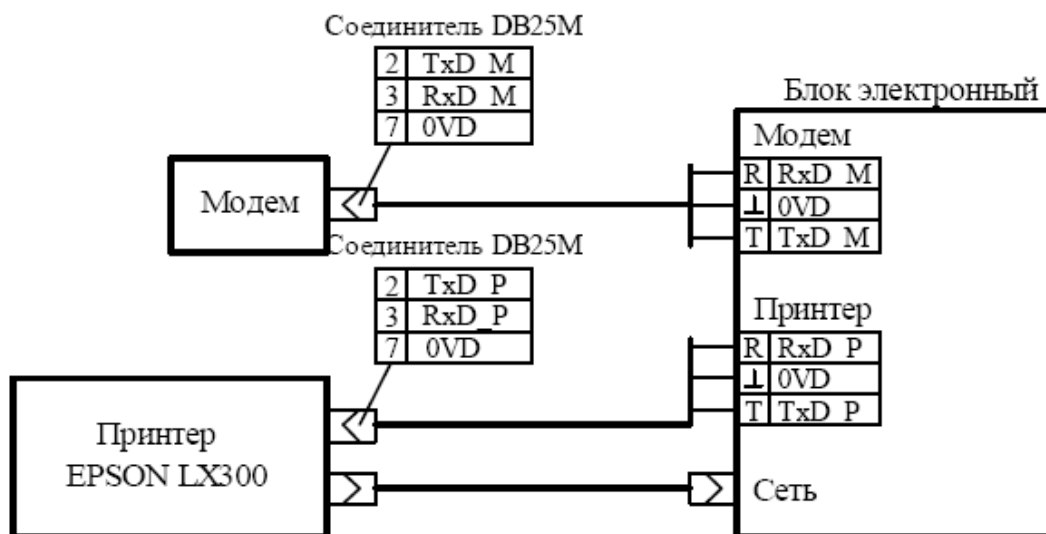 Соединитель DB25M
2 TxD_M
3 RxD_M
7 0VD
Модем
Соединитель DB25M
2 TxD_P
3 RxD_P
7 0VD
Принтер
EPSON LX300
Блок электронный
Модем
R RxD_M
⊥ 0VD
T TxD_M
Принтер
R RxD_P
⊥ 0VD
T TxD_P
Сеть